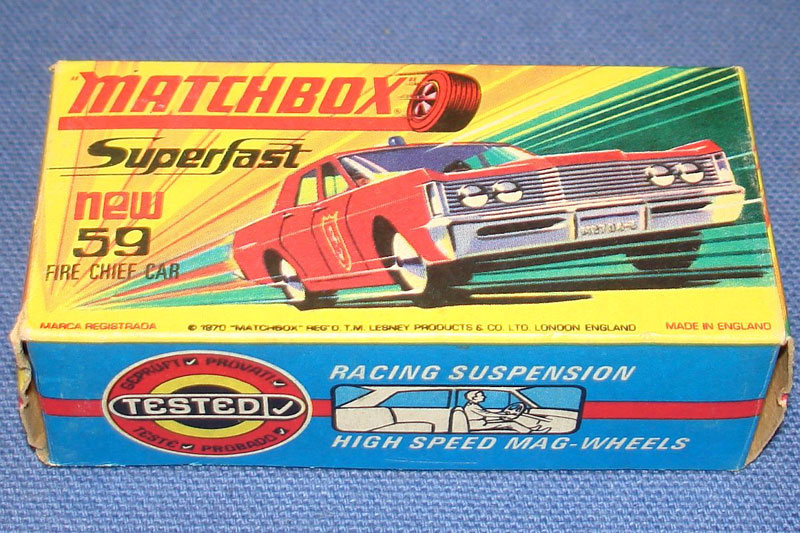 "MATCHBOX"
Superfast
new
59
FIRE CHIEF CAR
MARCA REGISTRADA © 1970 "MATCHBOX" REG'D. T.M. LESNEY PRODUCTS & CO. LTD. LONDON ENGLAND MADE IN ENGLAND
GEPRÜFT PROVATI
TESTED
TESTÉ PROBADO
RACING SUSPENSION
HIGH SPEED MAG-WHEELS